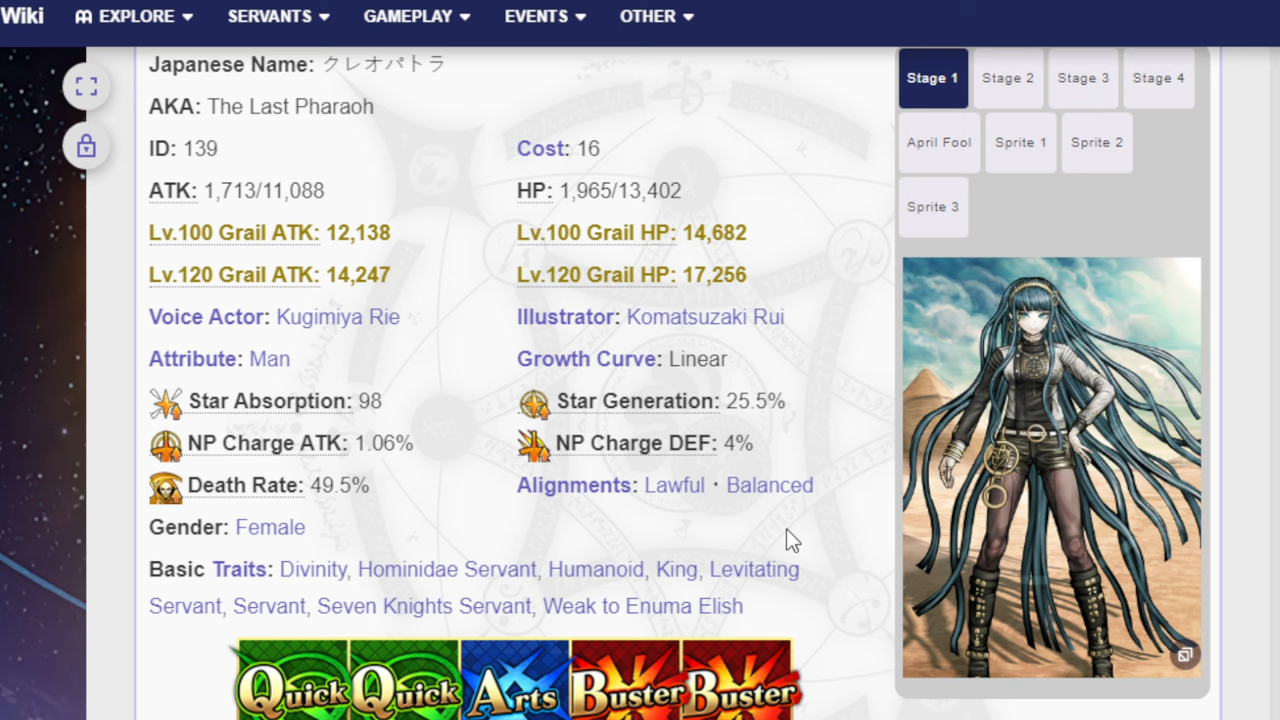 Wiki EXPLORE SERVANTS GAMEPLAY EVENTS OTHER
Japanese Name: クレオパトラ
AKA: The Last Pharaoh
ID: 139 Cost: 16
ATK: 1,713/11,088 HP: 1,965/13,402
Lv.100 Grail ATK: 12,138 Lv.100 Grail HP: 14,682
Lv.120 Grail ATK: 14,247 Lv.120 Grail HP: 17,256
Voice Actor: Kugimiya Rie Illustrator: Komatsuzaki Rui
Attribute: Man Growth Curve: Linear
Star Absorption: 98 Star Generation: 25.5%
NP Charge ATK: 1.06% NP Charge DEF: 4%
Death Rate: 49.5% Alignments: Lawful・Balanced
Gender: Female
Basic Traits: Divinity, Hominidae Servant, Humanoid, King, Levitating
Servant, Servant, Seven Knights Servant, Weak to Enuma Elish
Quick Quick Arts Buster Buster
Stage 1 Stage 2 Stage 3 Stage 4
April Fool Sprite 1 Sprite 2
Sprite 3